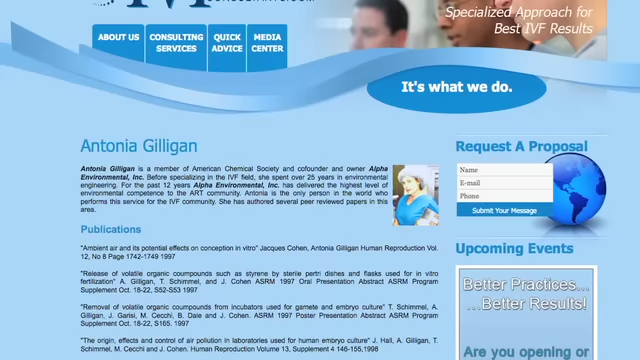 CONSULTANTS.COM
Specialized Approach for
Best IVF Results
ABOUT US
CONSULTING
SERVICES
QUICK
ADVICE
MEDIA
CENTER
It's what we do.
Antonia Gilligan
Antonia Gilligan is a member of American Chemical Society and cofounder and owner Alpha
Environmental, Inc. Before specializing in the IVF field, she spent over 25 years in environmental
engineering. For the past 12 years Alpha Environmental, Inc. has delivered the highest level of
environmental competence to the ART community. Antonia is the only person in the world who
performs this service for the IVF community. She has authored several peer reviewed papers in this
area.
Publications
"Ambient air and its potential effects on conception in vitro" Jacques Cohen, Antonia Gilligan Human Reproduction Vol.
12, No 8 Page 1742-1749 1997
"Release of volatile organic coumpounds such as styrene by sterile pertri dishes and flasks used for in vitro
fertilization" A. Gilligan, T. Schimmel, and J. Cohen ASRM 1997 Oral Presentation Abstract ASRM Program
Supplement Oct. 18-22, S52-S53 1997
"Removal of volatile organic compounds from incubators used for gamete and embryo culture" T. Schimmel, A.
Gilligan, J. Garisi, M. Cecchi, B. Dale and J. Cohen ASRM 1997 Poster Presentation Abstract ASRM Program
Supplement Oct. 18-22, S165. 1997
"The origin, effects and control of air pollution in laboratories used for human embryo culture" J. Hall, A. Gilligan, T.
Schimmel, M. Cecchi and J. Cohen. Human Reproduction Volume 13, Supplement 4 146-155,1998
Request A Proposal
Name
E-mail
Phone
Submit Your Message
Upcoming Events
Better Practices...
...Better Results!
Are you opening or